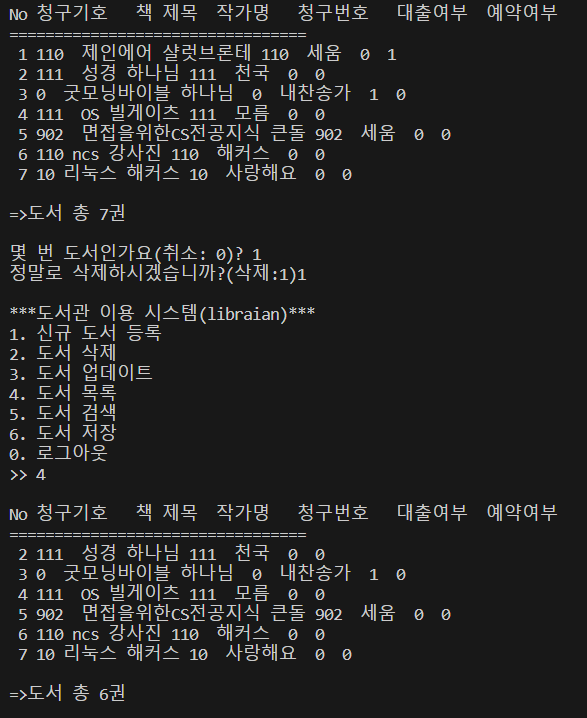 No 청구기호 책 제목 작가명 청구번호 대출여부 예약여부
=================================
1 110 제인에어 샬럿브론테 110 세움 0 1
2 111 성경 하나님 111 천국 0 0
3 0 굿모닝바이블 하나님 0 내찬송가 1 0
4 111 OS 빌게이츠 111 모름 0 0
5 902 면접을위한CS전공지식 큰돌 902 세움 0 0
6 110 ncs 강사진 110 해커스 0 0
7 10 리눅스 해커스 10 사랑해요 0 0
=>도서 총 7권
몇 번 도서인가요(취소: 0)? 1
정말로 삭제하시겠습니까?(삭제:1)1
***도서관 이용 시스템(libraian)***
1. 신규 도서 등록
2. 도서 삭제
3. 도서 업데이트
4. 도서 목록
5. 도서 검색
6. 도서 저장
0. 로그아웃
>> 4
No 청구기호 책 제목 작가명 청구번호 대출여부 예약여부
=================================
2 111 성경 하나님 111 천국 0 0
3 0 굿모닝바이블 하나님 0 내찬송가 1 0
4 111 OS 빌게이츠 111 모름 0 0
5 902 면접을위한CS전공지식 큰돌 902 세움 0 0
6 110 ncs 강사진 110 해커스 0 0
7 10 리눅스 해커스 10 사랑해요 0 0
=>도서 총 6권